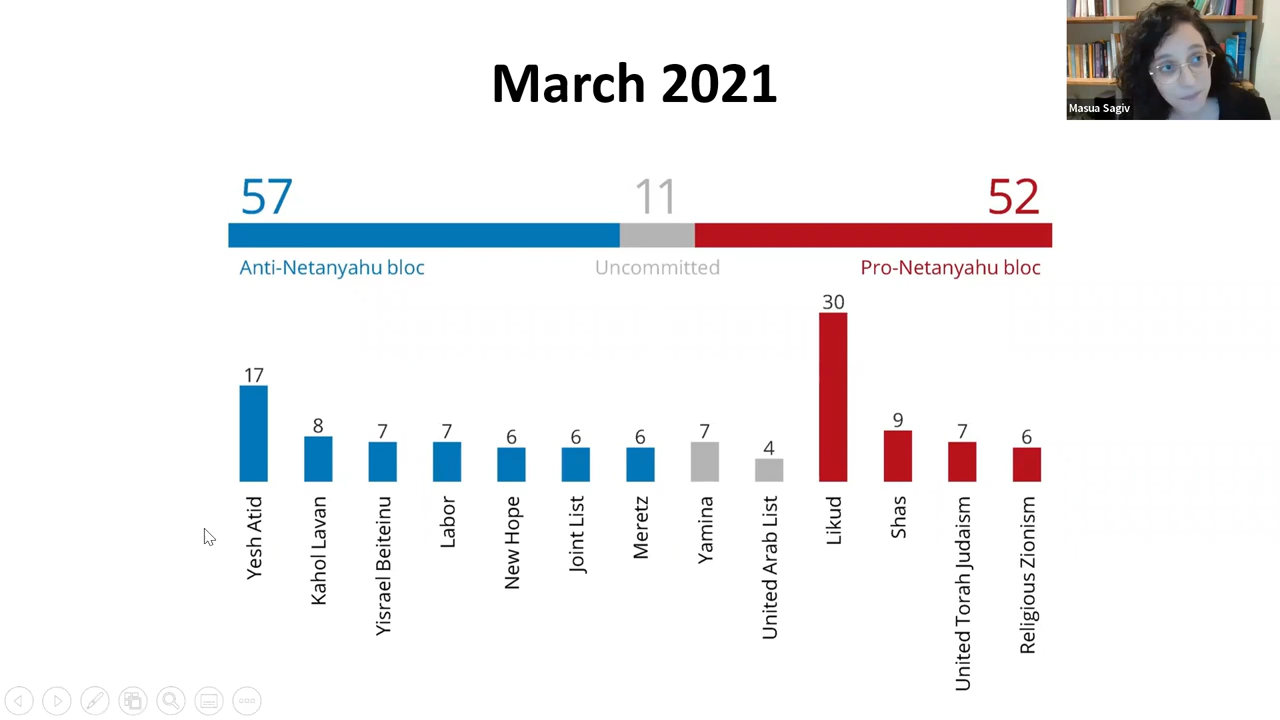 March 2021
Masua Sagiv
57
11
52
Anti-Netanyahu bloc
Uncommitted
Pro-Netanyahu bloc
17
8
7
7
6
6
6
7
4
30
9
7
6
Yesh Atid
Kahol Lavan
Yisrael Beiteinu
Labor
New Hope
Joint List
Meretz
Yamina
United Arab List
Likud
Shas
United Torah Judaism
Religious Zionism